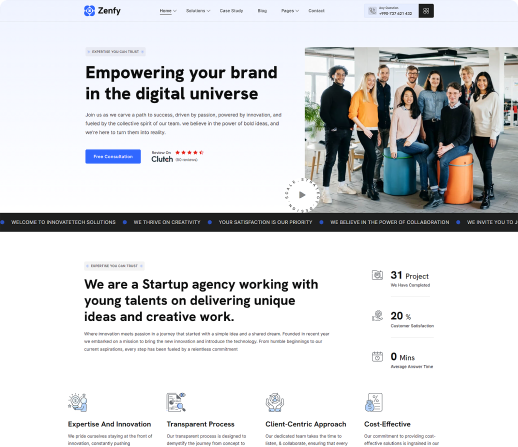 Zenfy
Home Solutions Case Study Blog Pages Contact
Any Question
+990-737 621 432
EXPERTISE YOU CAN TRUST
Empowering your brand
in the digital universe
Join us as we carve a path to success, driven by passion, powered by innovation, and
fueled by the collective spirit of our team. we believe in the power of bold ideas, and
we're here to turn them into reality.
Free Consultation
Review On
Clutch
(50 reviews)
WELCOME TO INNOVATETECH SOLUTIONS WE THRIVE ON CREATIVITY YOUR SATISFACTION IS OUR PRIORITY WE BELIEVE IN THE POWER OF COLLABORATION WE INVITE YOU TO J
EXPERTISE YOU CAN TRUST
We are a Startup agency working with
young talents on delivering unique
ideas and creative work.
Where innovation meets passion in a journey that started with a simple idea and a shared dream. Founded in recent year
we embarked on a mission to bring the new innovation and introduce the technology. From humble beginnings to our
current aspirations, every step has been fueled by a relentless commitment
31 Project
We Have Completed
20 %
Customer Satisfaction
0 Mins
Average Answer Time
Expertise And Innovation
We pride ourselves staying at the front of
innovation, constantly pushing
Transparent Process
Our transparent process is designed to
demystify the journey from concept to
Client-Centric Approach
Our dedicated team takes the time to
listen, & collaborate, ensuring that every
Cost-Effective
Our commitment to providing cost-
effective solutions is ingrained in our